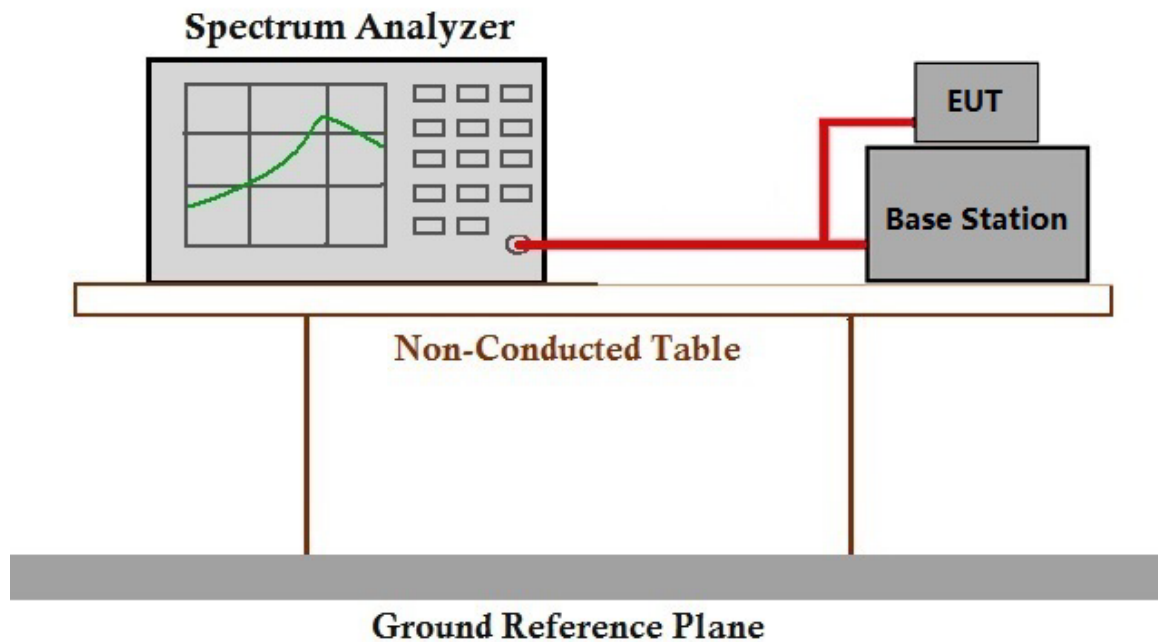 Spectrum Analyzer
EUT
Base Station
Non-Conducted Table
Ground Reference Plane